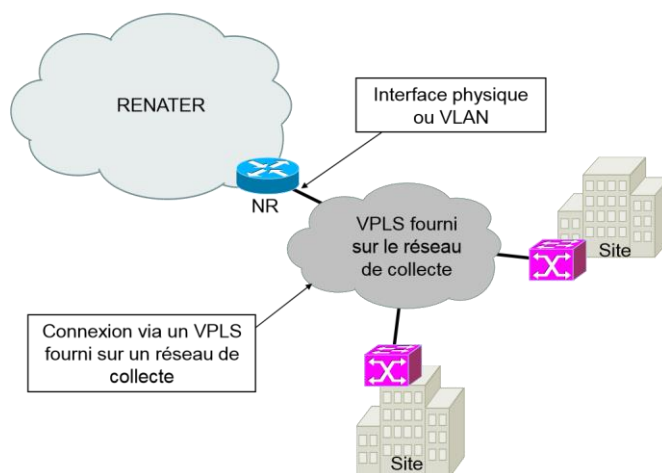 RENATER
Interface physique
ou VLAN
NR
VPLS fourni
sur le réseau
de collecte
Site
Connexion via un VPLS
fourni sur un réseau de
collecte
Site